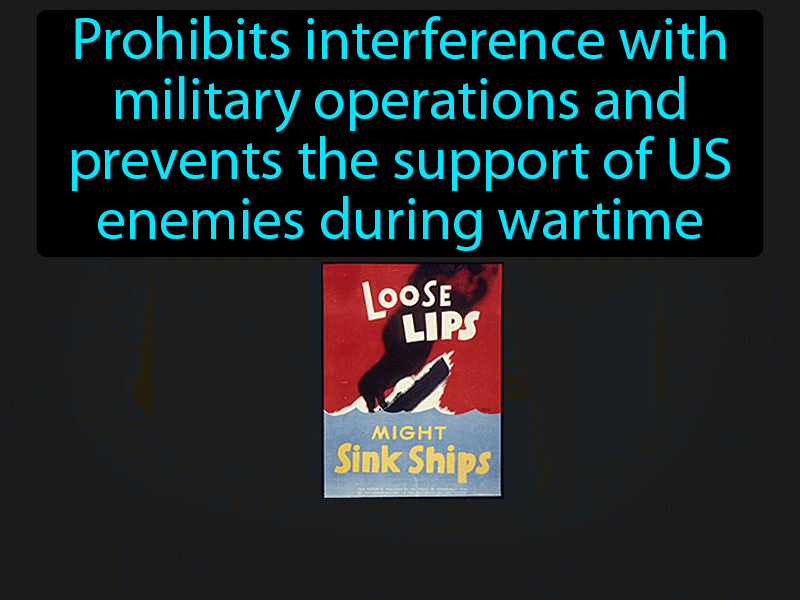 Prohibits interference with
military operations and
prevents the support of US
enemies during wartime
LOOSE
LIPS
MIGHT
Sink Ships